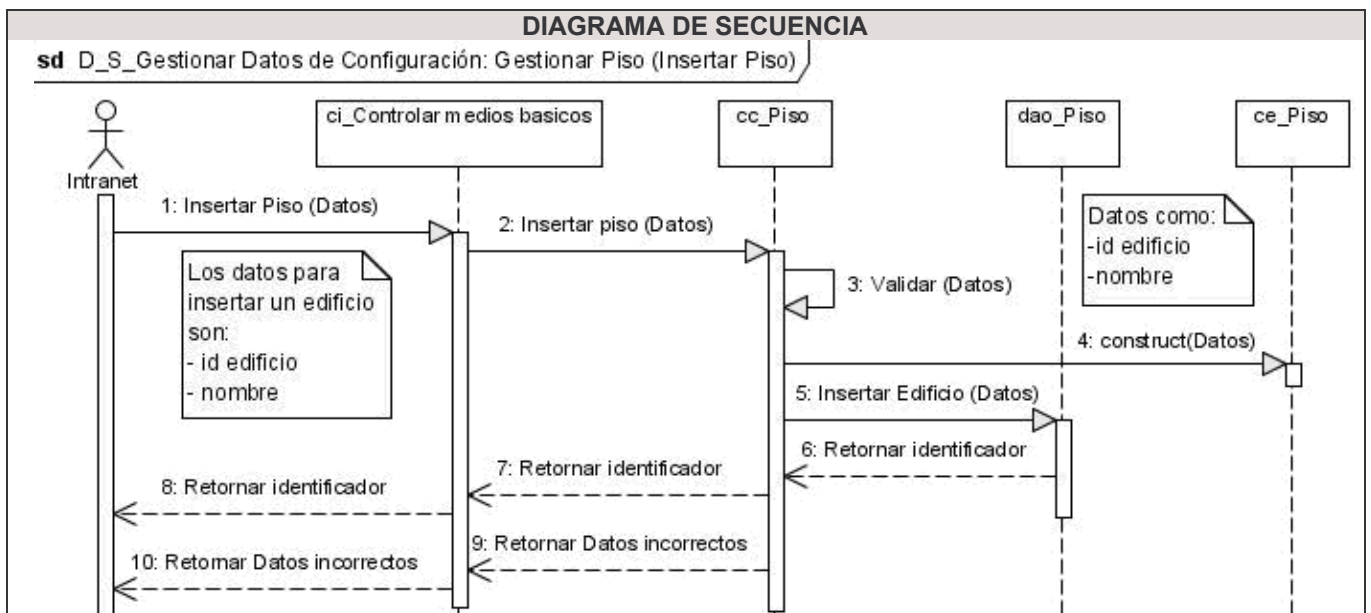 DIAGRAMA DE SECUENCIA
sd D_S_Gestionar Datos de Configuración: Gestionar Piso (Insertar Piso)
ci_Controlar medios basicos
cc_Piso
dao_Piso
ce_Piso
Intranet
1: Insertar Piso (Datos)
2: Insertar piso (Datos)
Datos como:
-id edificio
-nombre
Los datos para
insertar un edificio
son:
- id edificio
- nombre
3: Validar (Datos)
4: construct(Datos)
5: Insertar Edificio (Datos)
6: Retornar identificador
7: Retornar identificador
8: Retornar identificador
9: Retornar Datos incorrectos
10: Retornar Datos incorrectos